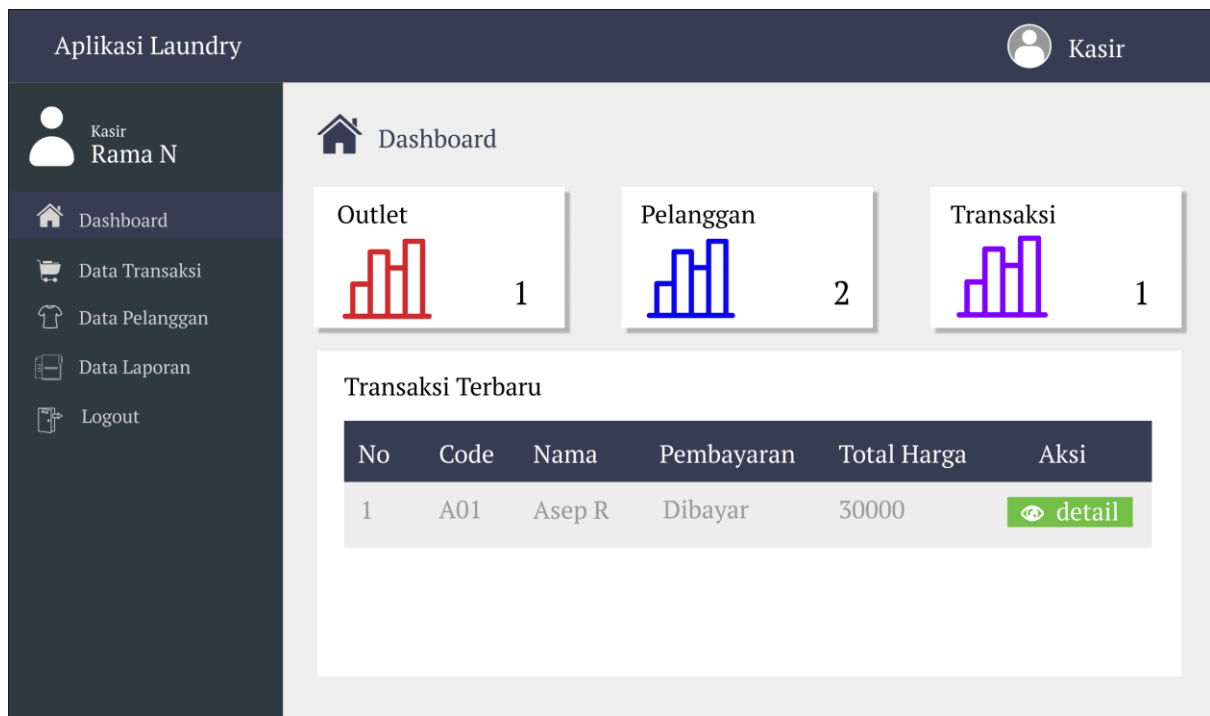 Aplikasi Laundry
Kasir
Kasir
Rama N
Dashboard
Data Transaksi
Data Pelanggan
Data Laporan
Logout
Dashboard
Outlet
1
Pelanggan
2
Transaksi
1
Transaksi Terbaru
No Code Nama Pembayaran Total Harga Aksi
1 A01 Asep R Dibayar 30000 detail